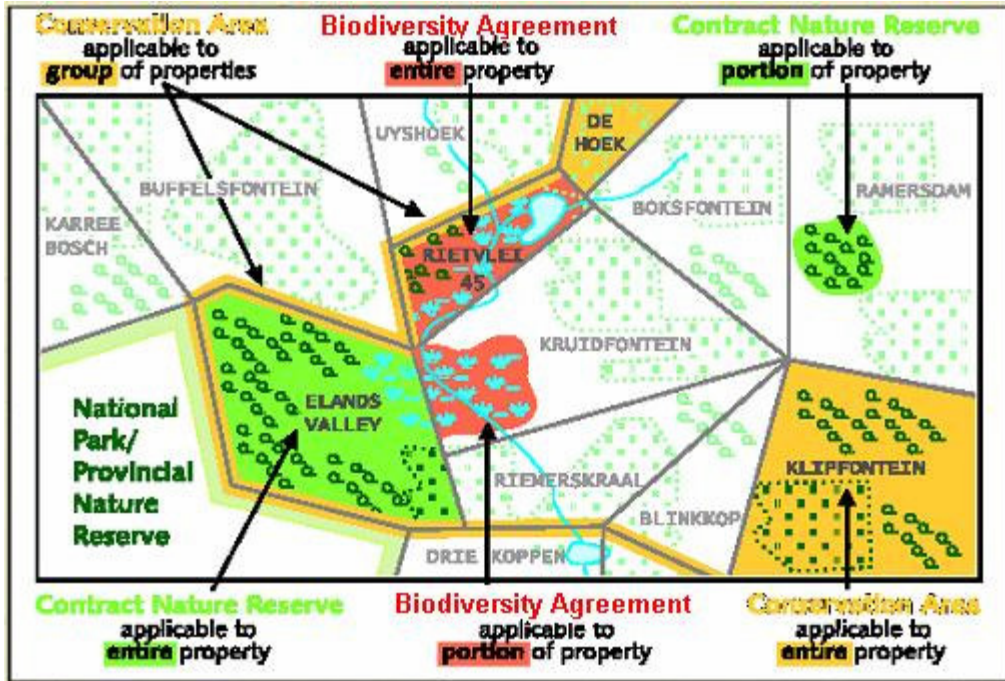 Conservation Area
applicable to
group of properties
Biodiversity Agreement
applicable to
entire property
Contract Nature Reserve
applicable to
portion of property
UYSHOEK
DE
HOEK
BUFFELSFONTEIN
KARREE
BOSCH
BOKSFONTEIN
RAMERSDAM
RIETVLEI
45
KRUIDFONTEIN
National
Park/
Provincial
Nature
Reserve
ELANDS
VALLEY
RIEMERSKRAAL
KLIPFONTEIN
BLINKKOP
DRIE KOPPEN
Contract Nature Reserve
applicable to
entire property
Biodiversity Agreement
applicable to
portion of property
Conservation Area
applicable to
entire property